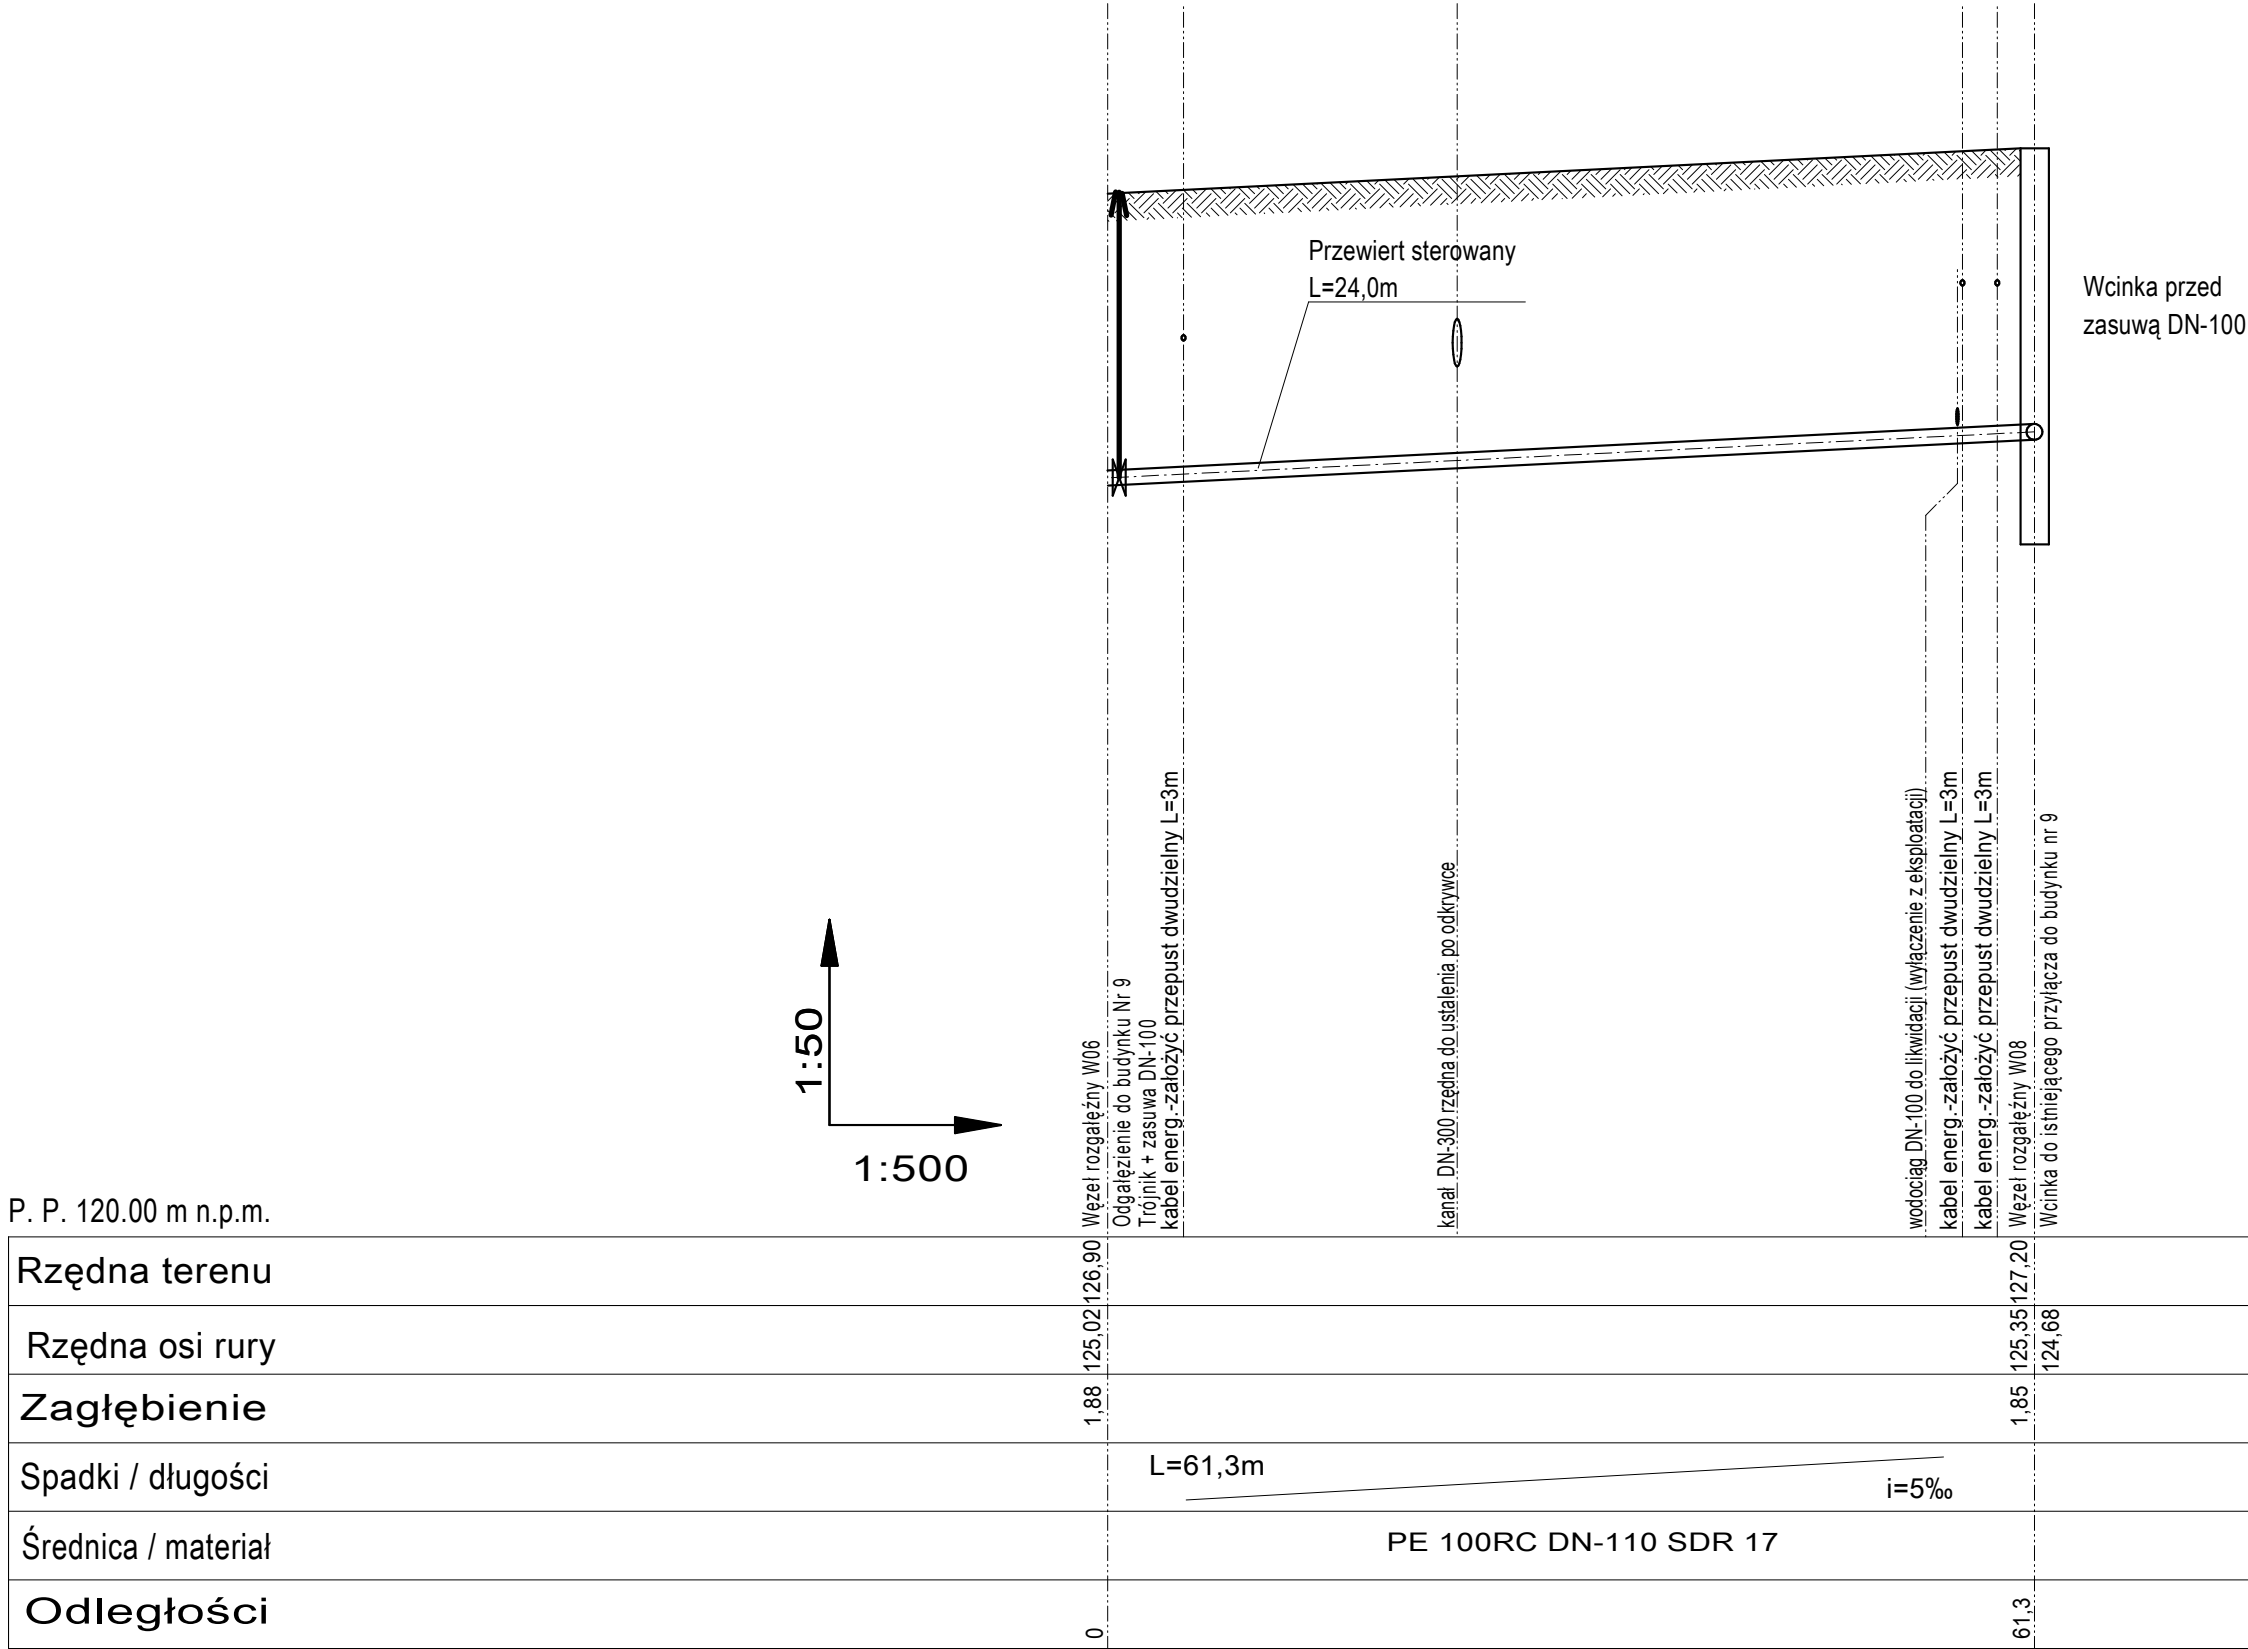 Przewiert sterowany
L=24,0m
Wcinka przed
zasuwą DN-100
1:50
1:500
Węzeł rozgałęźny W06
Odgałęzienie do budynku Nr 9
Trójnik + zasuwa DN-100
kabel energ.-założyć przepust dwudzielny L=3m
kanał DN-300 rzędna do ustalenia po odkrywce
wodociąg DN-100 do likwidacji (wyłączenie z eksploatacji)
kabel energ.-założyć przepust dwudzielny L=3m
kabel energ.-założyć przepust dwudzielny L=3m
Węzeł rozgałęźny W08
Wcinka do istniejącego przyłącza do budynku nr 9
P. P. 120.00 m n.p.m.
Rzędna terenu
126,90
127,20
Rzędna osi rury
125,02
125,35
124,68
Zagłębienie
1,88
1,85
Spadki / długości
L=61,3m
i=5‰
Średnica / materiał
PE 100RC DN-110 SDR 17
Odległości
0
61,3